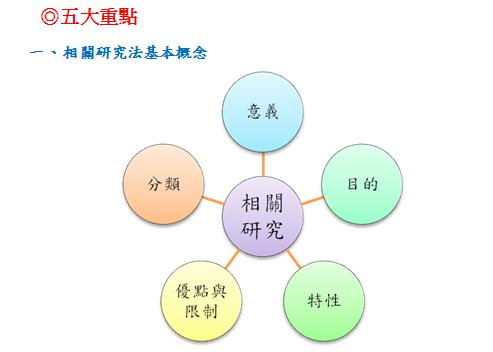 ◎五大重點
一、相關研究法基本概念
意義
分類
目的
相關
研究
優點與
限制
特性